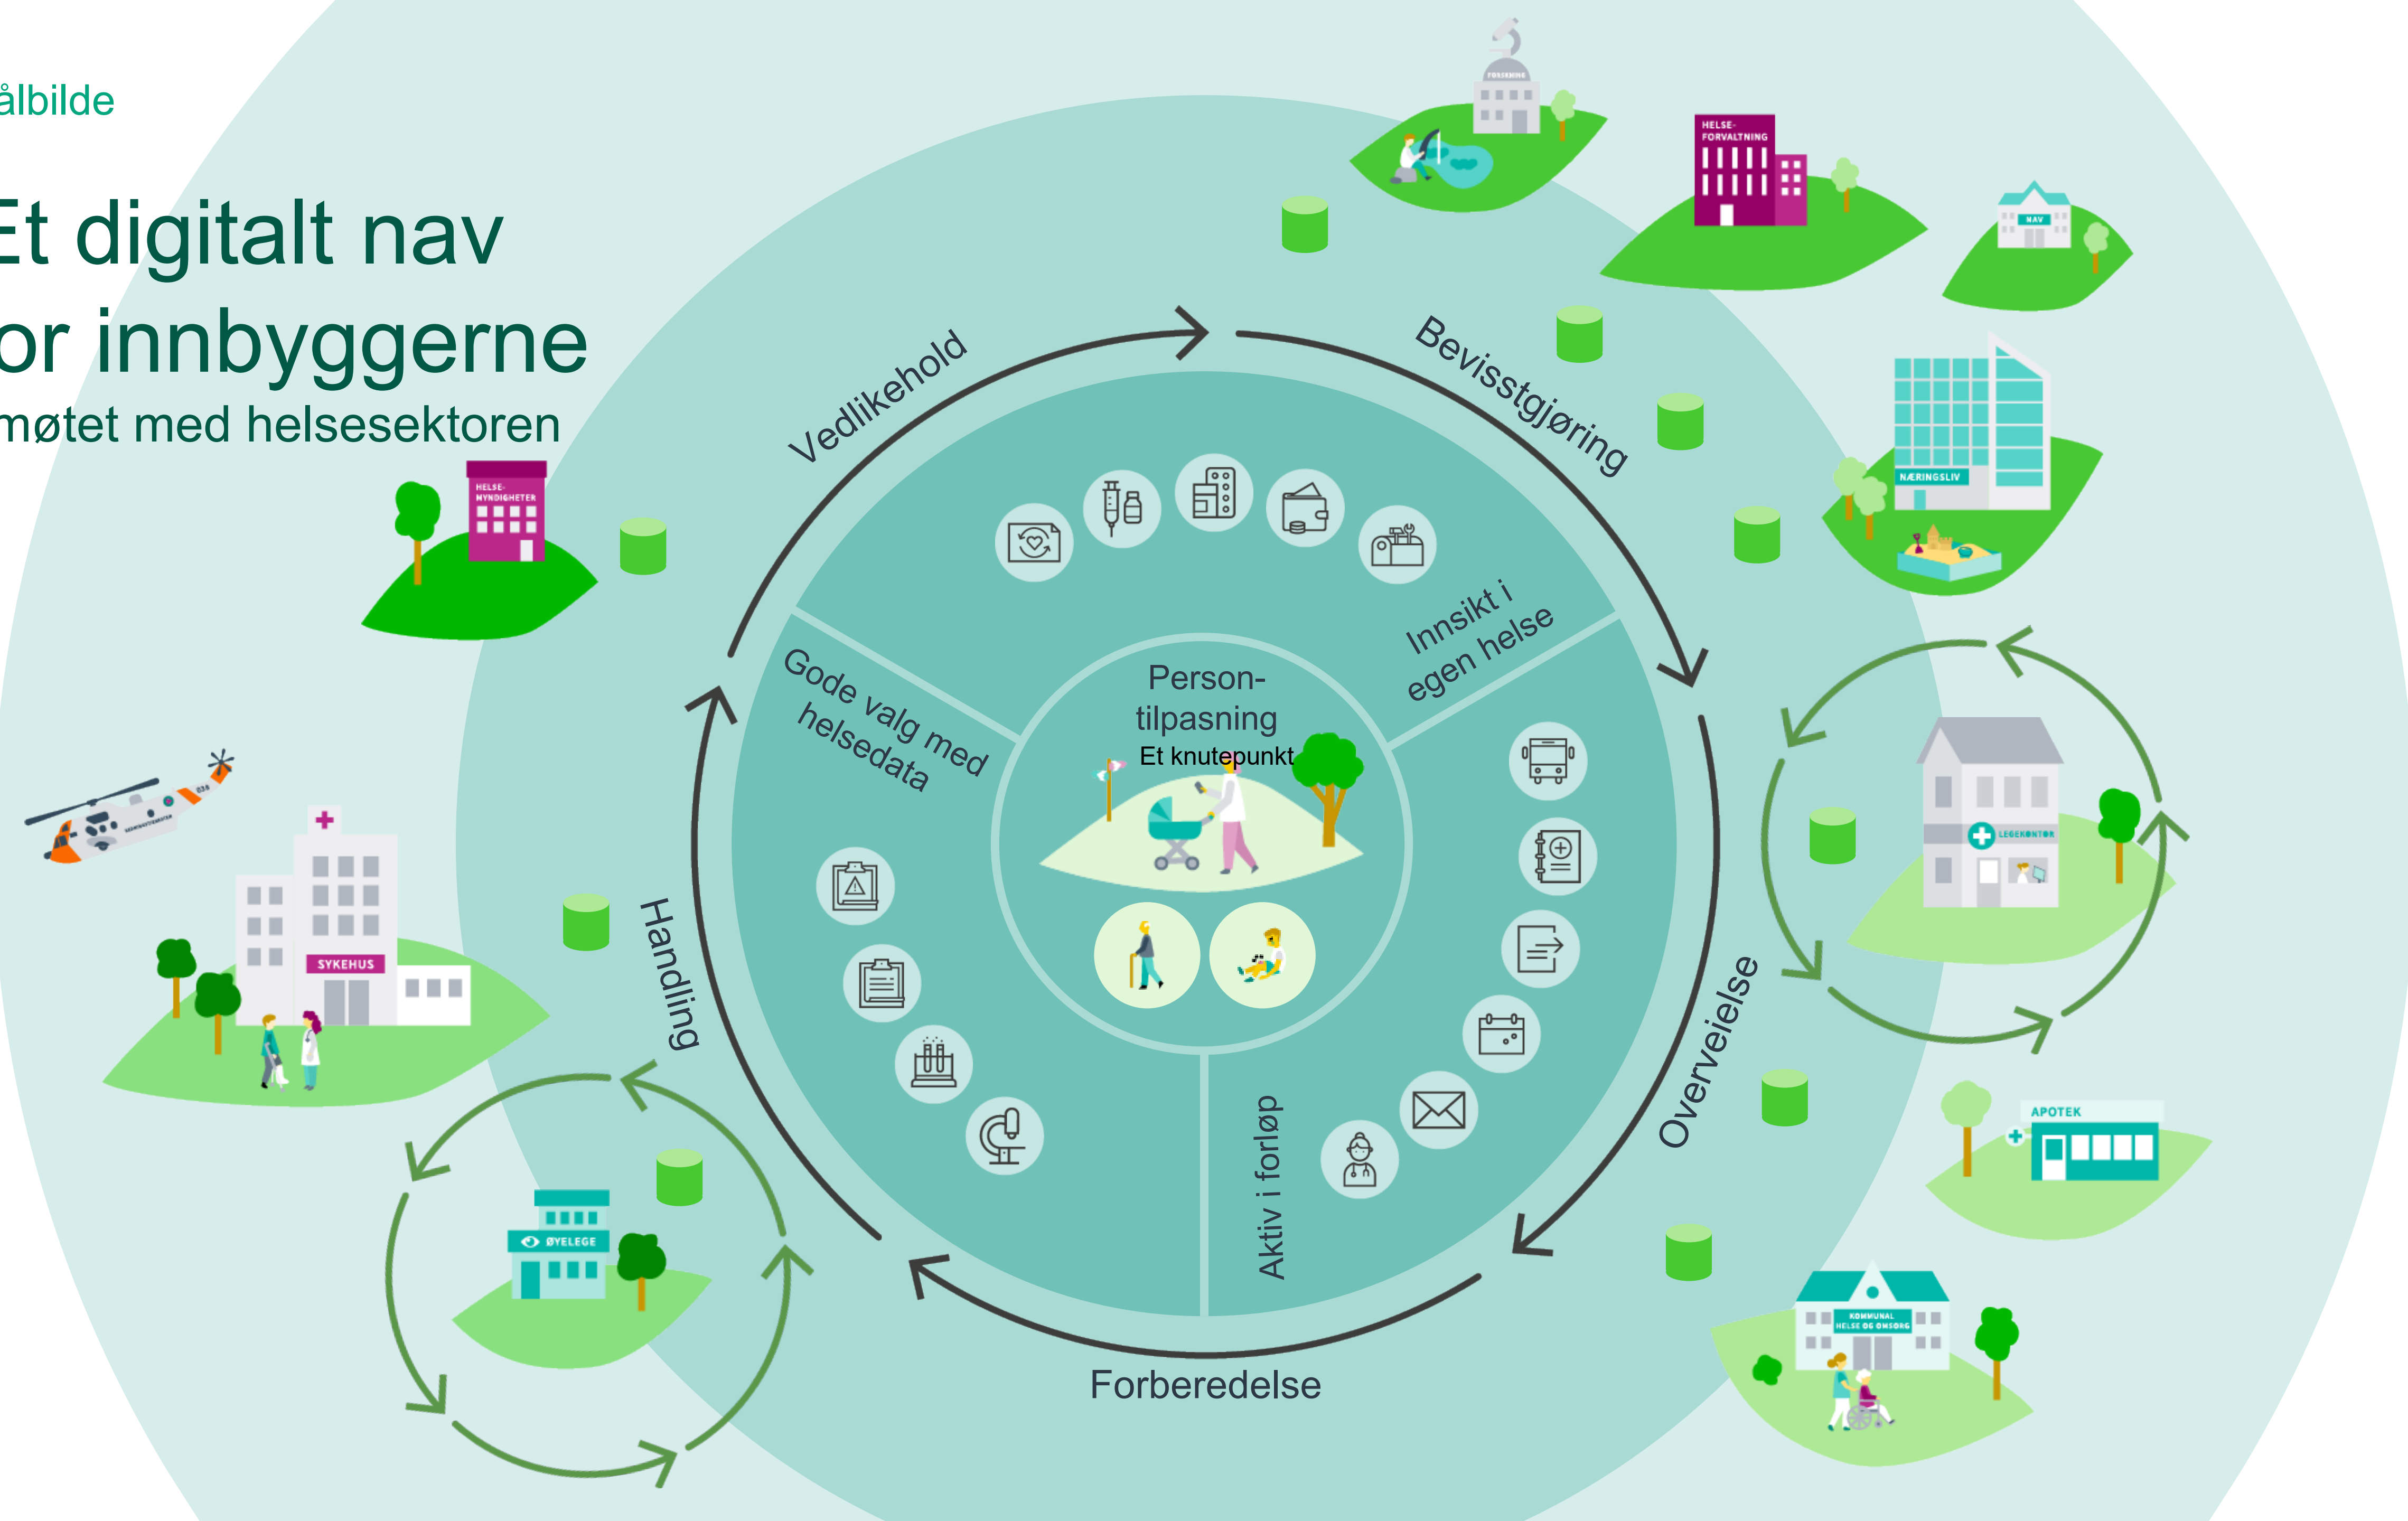 ålbilde
Et digitalt nav
or innbyggerne
møtet med helsesektoren
FORSKNING
HELSE-
FORVALTNING
NAV
NÆRINGSLIV
HELSE-
MYNDIGHETER
Vedlikehold
Bevisstgjøring
Innsikt i
egen helse
Gode valg med
helsedata
Person-
tilpasning
Et knutepunkt
LEGEKONTOR
SYKEHUS
Handling
Overveielse
Aktiv i forløp
APOTEK
ØYELEGE
KOMMUNAL
HELSE OG OMSORG
Forberedelse